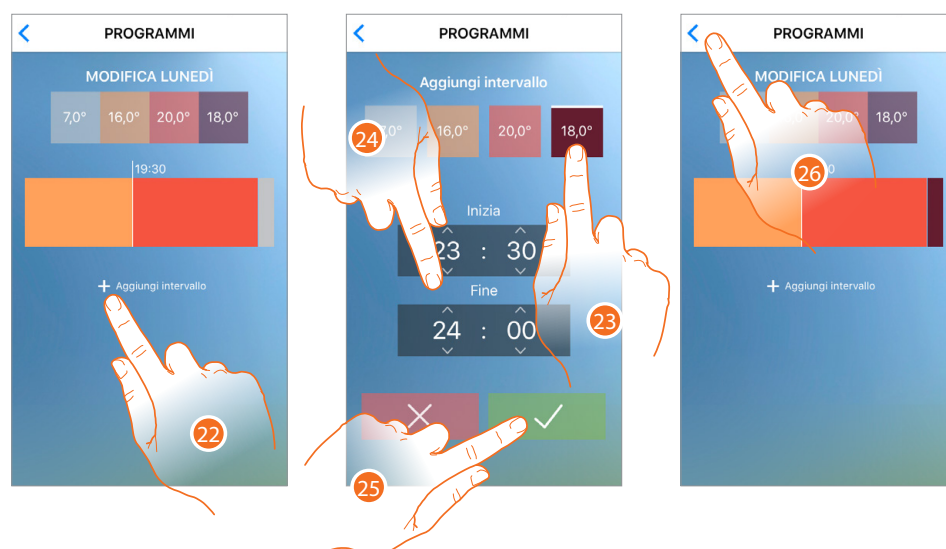 PROGRAMMI
MODIFICA LUNEDÌ
7,0° 16,0° 20,0° 18,0°
19:30
+ Aggiungi intervallo
22
PROGRAMMI
Aggiungi intervallo
16,0° 20,0° 18,0°
24
Inizia
23 : 30
Fine
24 : 00
23
25
PROGRAMMI
MODIFICA LUNEDÌ
20,0° 18,0°
26
+ Aggiungi intervallo